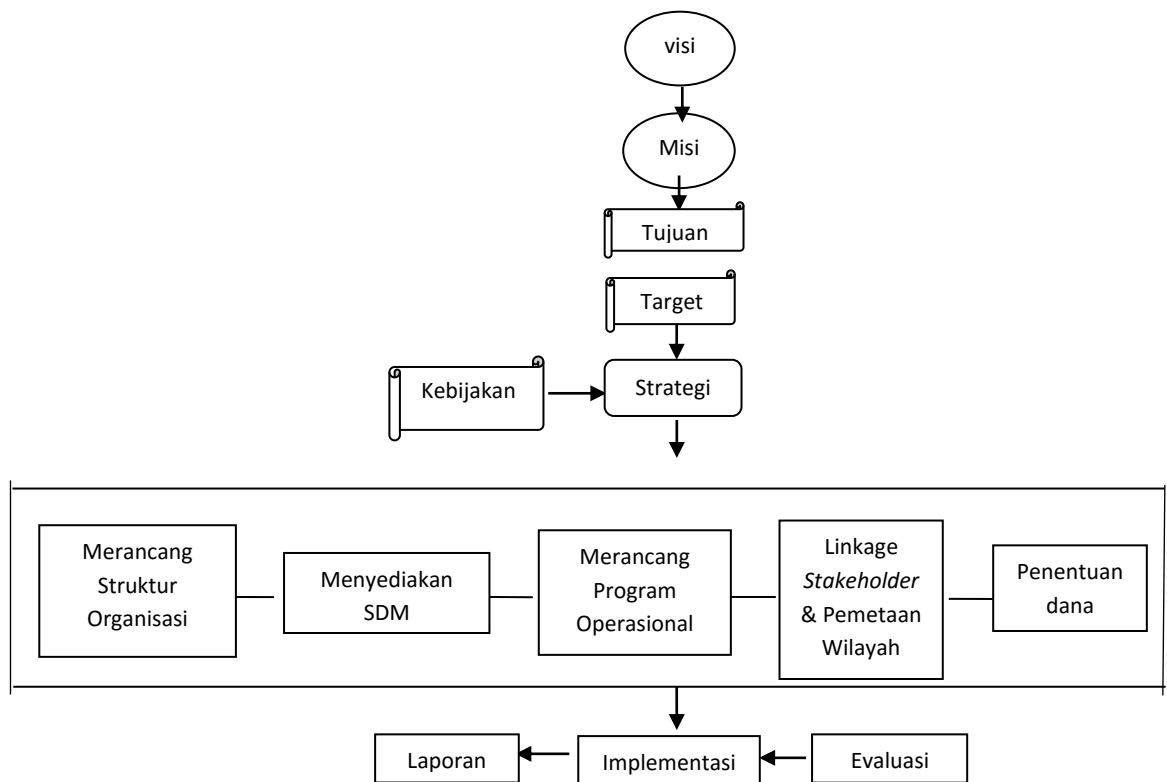 visi
Misi
Tujuan
Target
Kebijakan
Strategi
Merancang
Struktur
Organisasi
Menyediakan
SDM
Merancang
Program
Operasional
Linkage
Stakeholder
& Pemetaan
Wilayah
Penentuan
dana
Laporan
Implementasi
Evaluasi